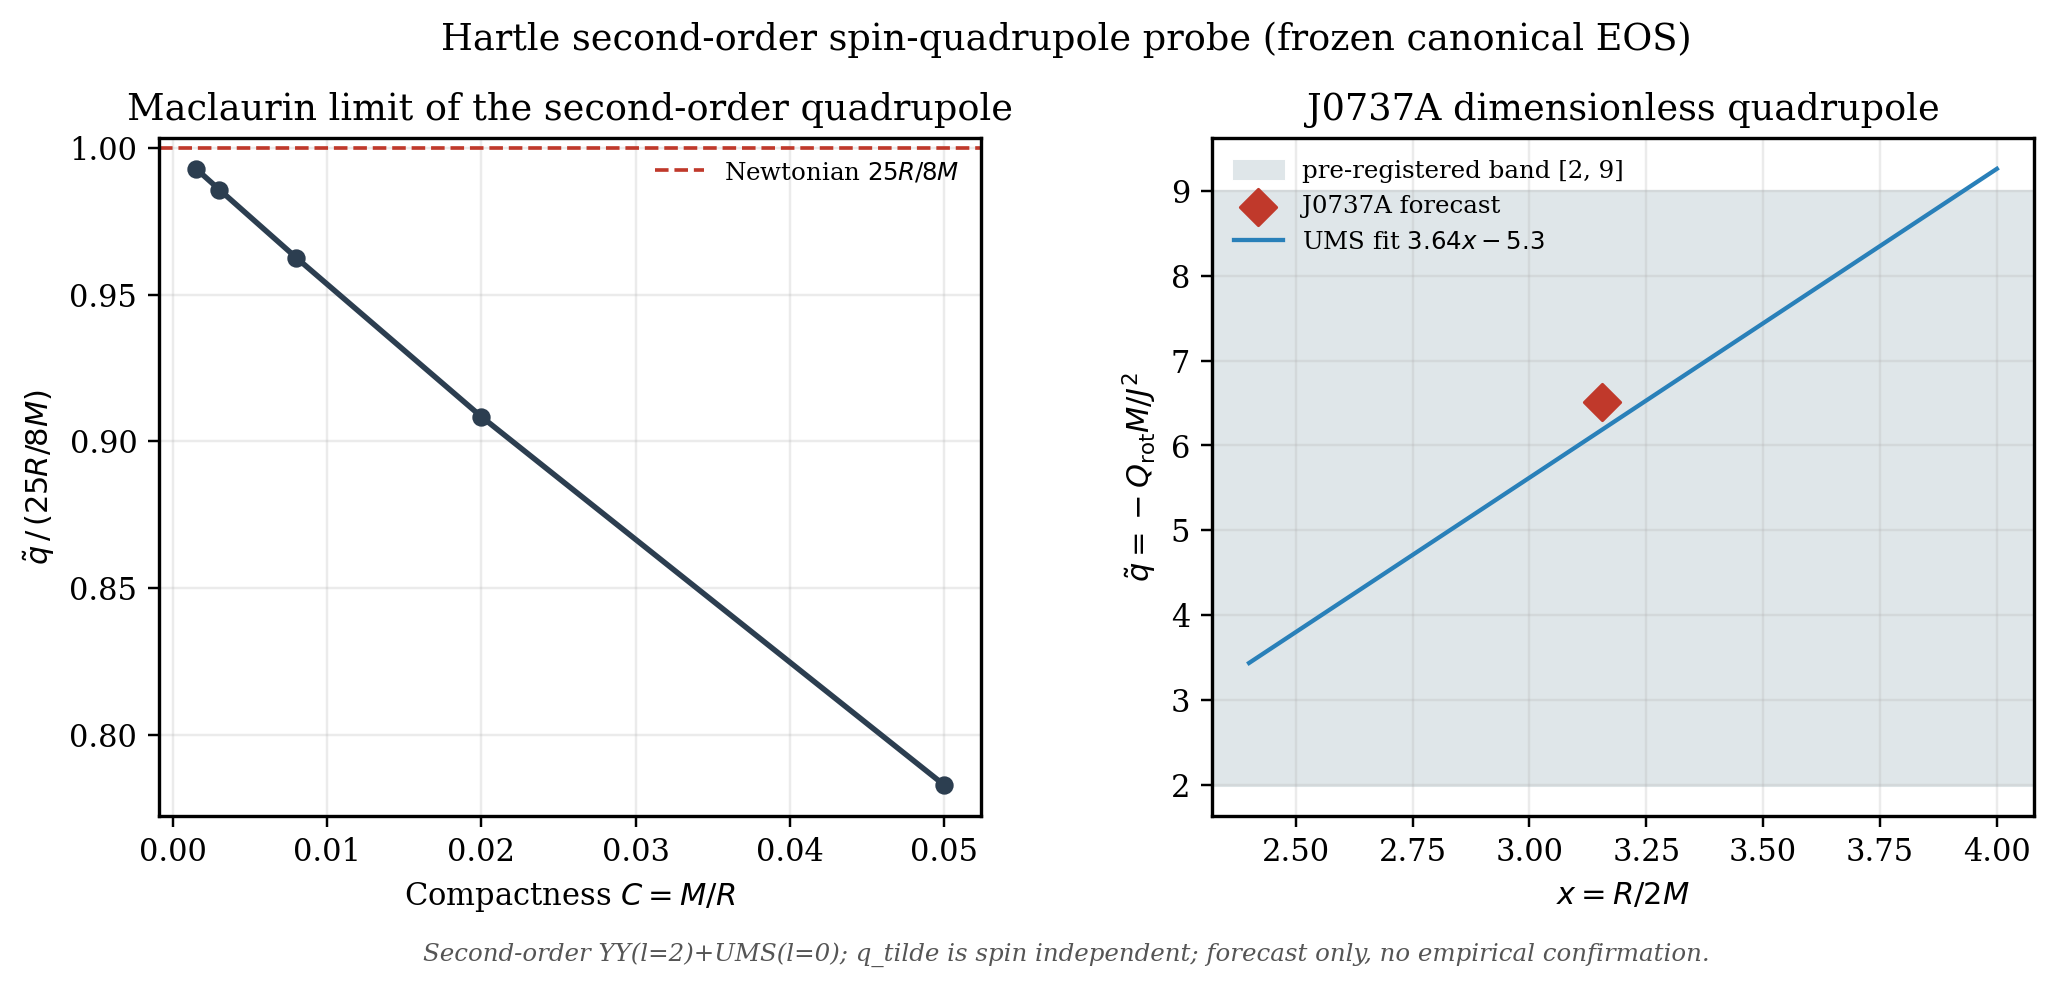 Hartle second-order spin-quadrupole probe (frozen canonical EOS)
Maclaurin limit of the second-order quadrupole
1.00
0.95
0.90
0.85
0.80
q̃ / (25R/8M)
Newtonian 25R/8M
0.00
0.01
0.02
0.03
0.04
0.05
Compactness C = M/R
J0737A dimensionless quadrupole
9
8
7
6
5
4
3
2
q̃ = − Q_rot M/J²
pre-registered band [2, 9]
J0737A forecast
UMS fit 3.64x − 5.3
2.50
2.75
3.00
3.25
3.50
3.75
4.00
x = R/2M
Second-order YY(l=2)+UMS(l=0); q_tilde is spin independent; forecast only, no empirical confirmation.